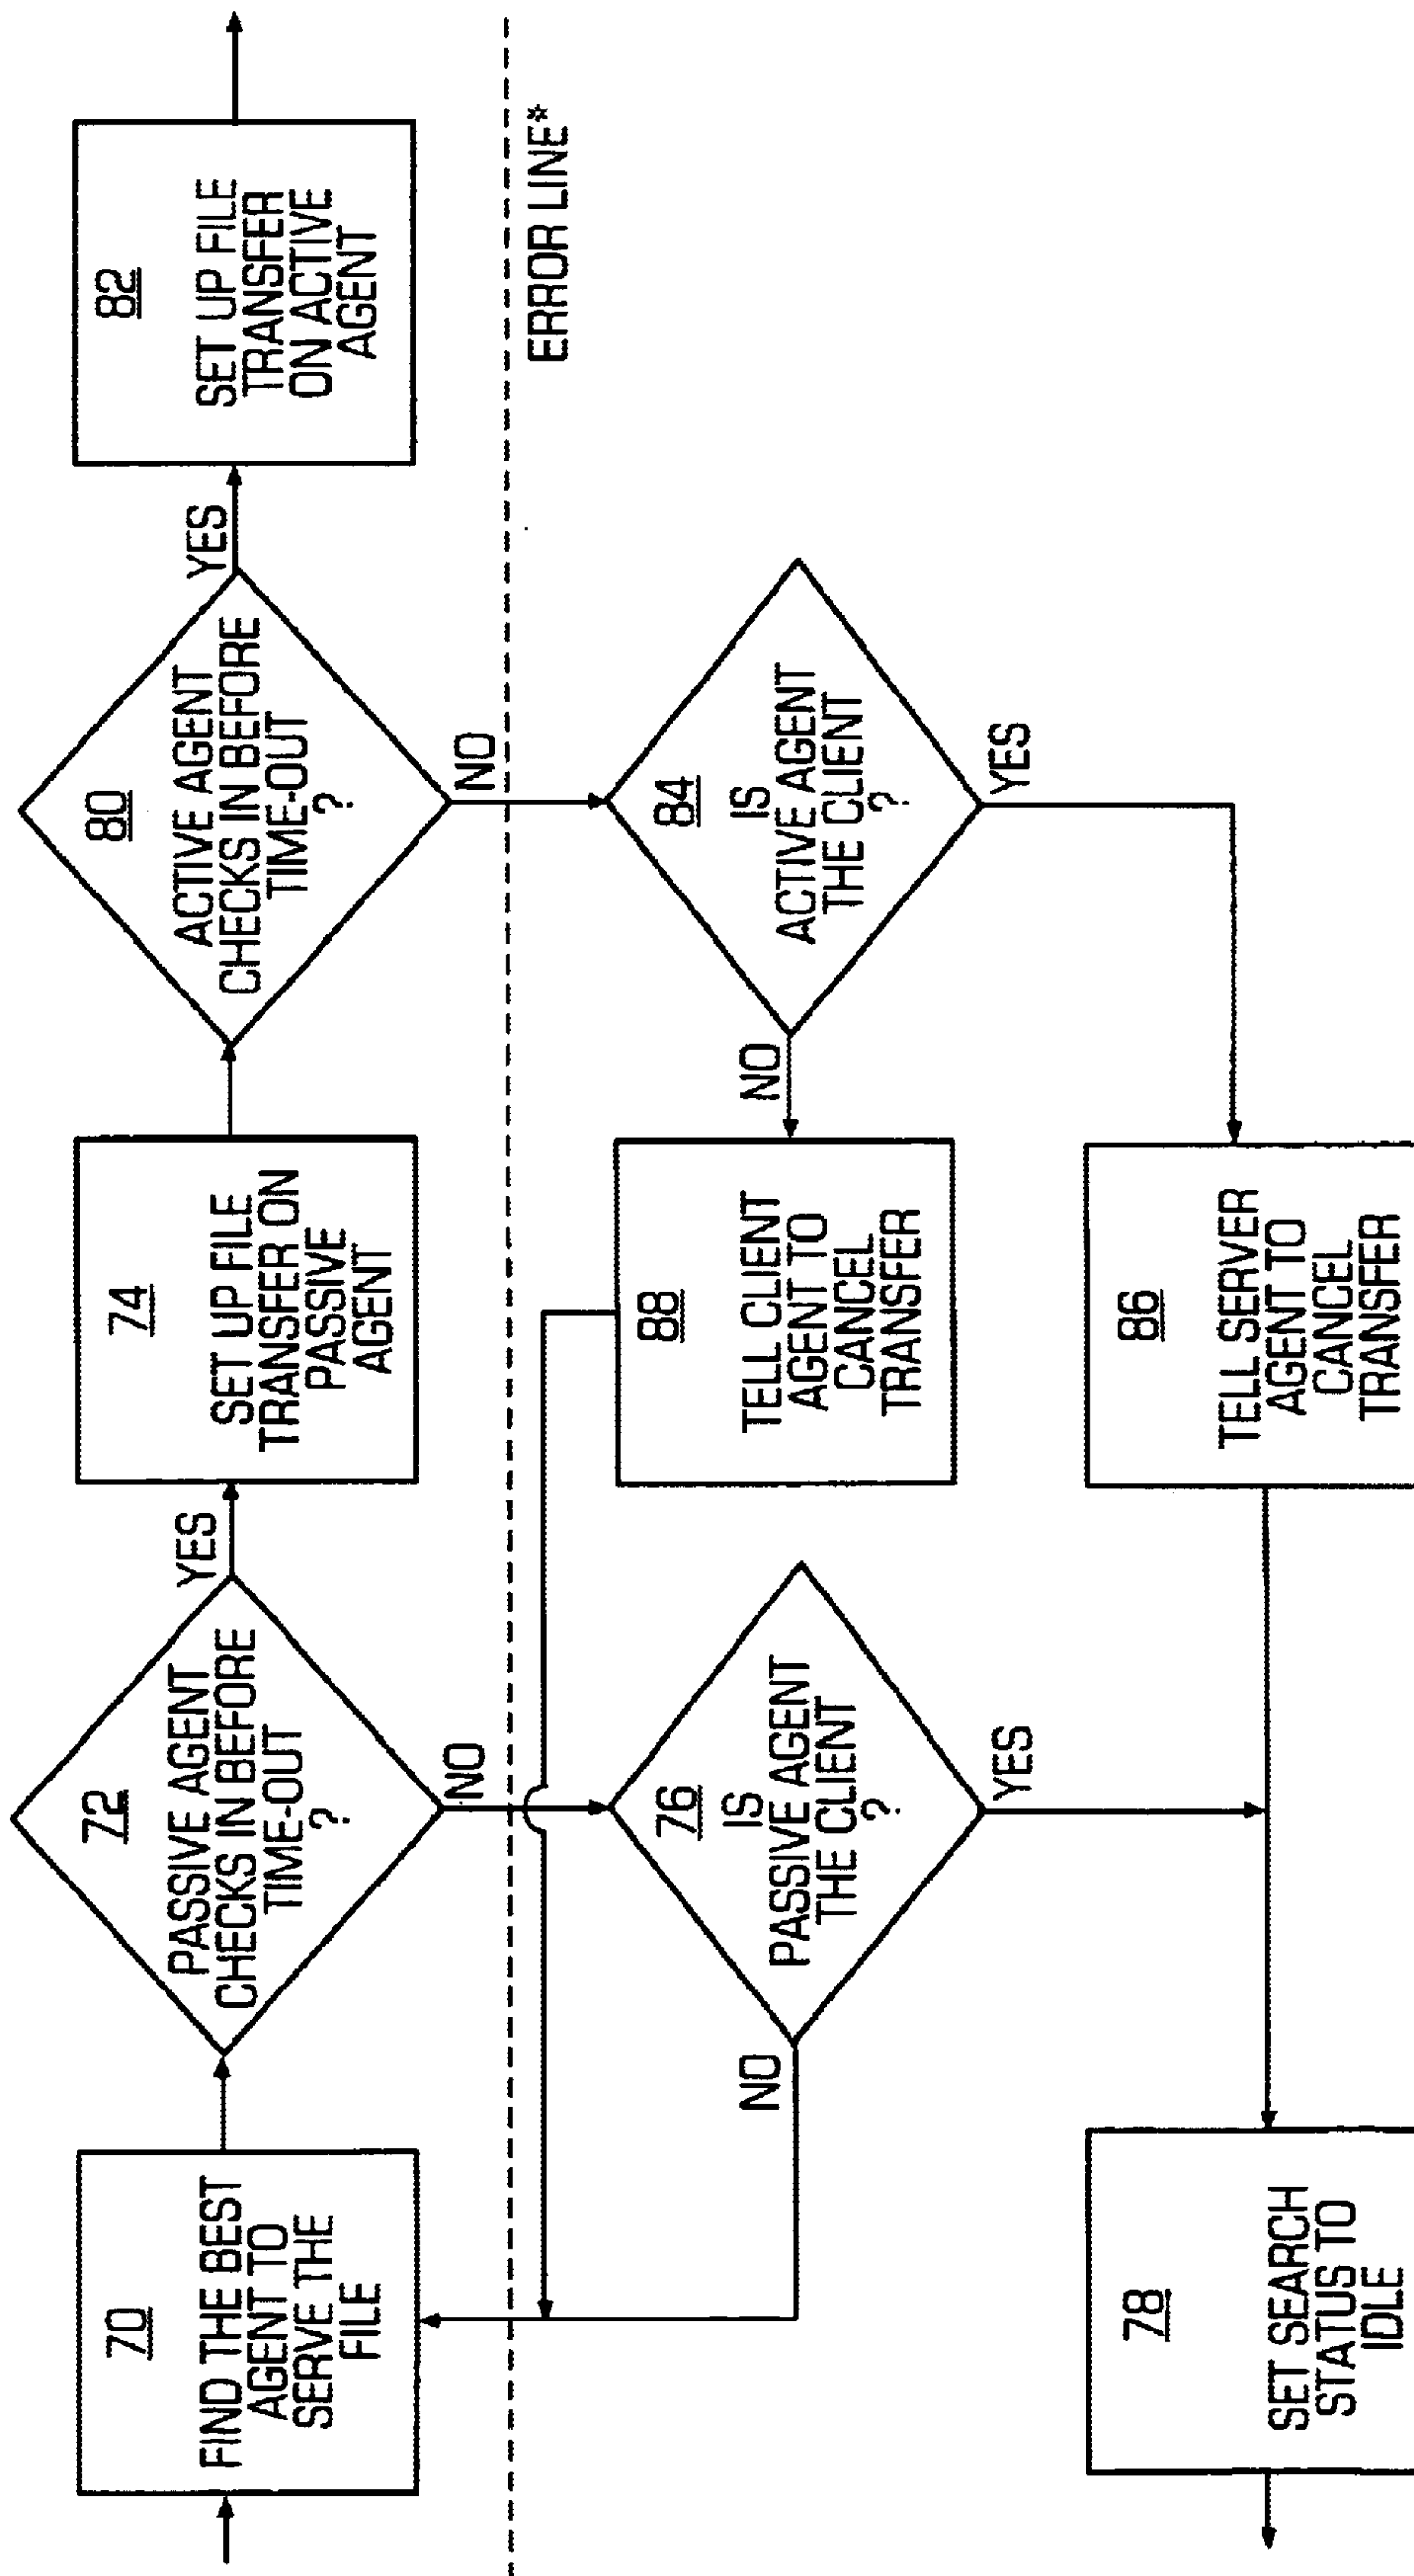 70
FIND THE BEST
AGENT TO
SERVE THE
FILE
72
PASSIVE AGENT
CHECKS IN BEFORE
TIME-OUT
?
YES
NO
74
SET UP FILE
TRANSFER ON
PASSIVE
AGENT
80
ACTIVE AGENT
CHECKS IN BEFORE
TIME-OUT
?
YES
NO
82
SET UP FILE
TRANSFER
ON ACTIVE
AGENT
ERROR LINE*
76
IS
PASSIVE AGENT
THE CLIENT
?
NO
YES
88
TELL CLIENT
AGENT TO
CANCEL
TRANSFER
84
IS
ACTIVE AGENT
THE CLIENT
?
NO
YES
78
SET SEARCH
STATUS TO
IDLE
86
TELL SERVER
AGENT TO
CANCEL
TRANSFER